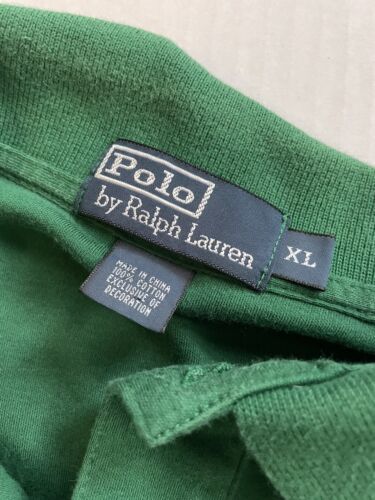 Polo
by Ralph Lauren
XL
MADE IN CHINA
100% COTTON
EXCLUSIVE OF
DECORATION